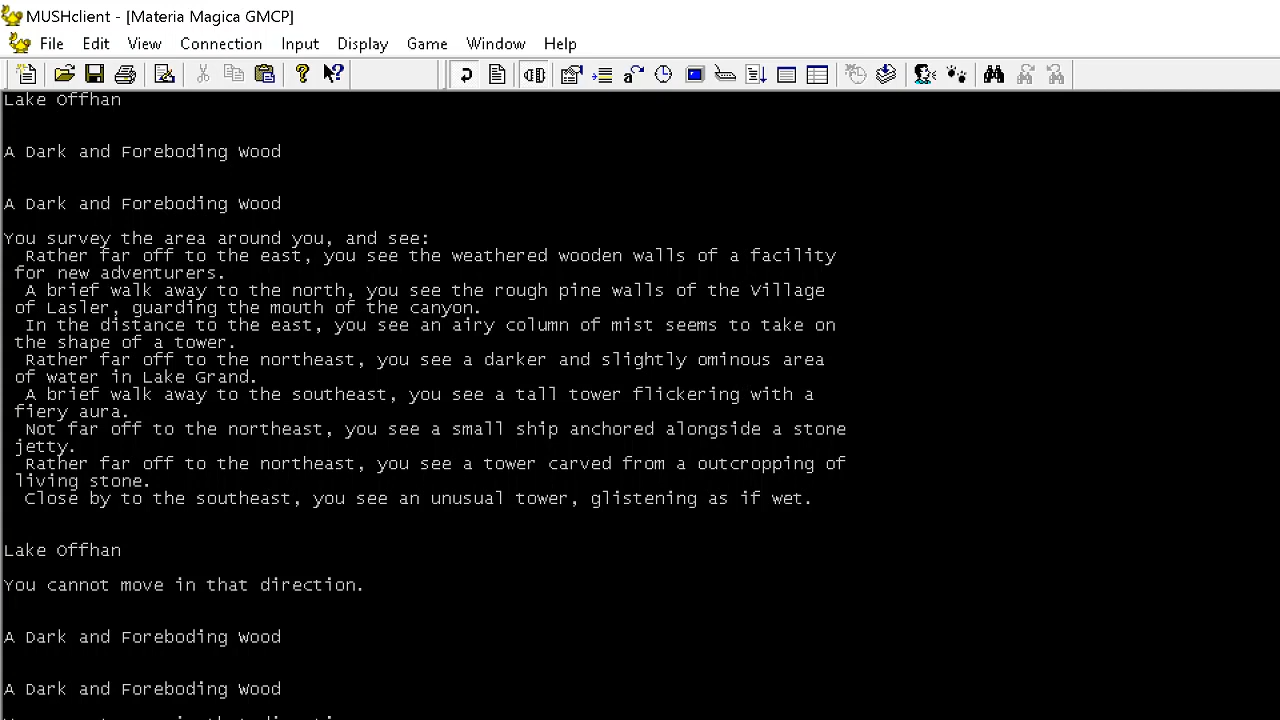 MUSHclient - [Materia Magica GMCP]
File Edit View Connection Input Display Game Window Help
Lake Offhan
A Dark and Foreboding Wood
A Dark and Foreboding Wood
You survey the area around you, and see:
Rather far off to the east, you see the weathered wooden walls of a facility
for new adventurers.
A brief walk away to the north, you see the rough pine walls of the Village
of Lasler, guarding the mouth of the canyon.
In the distance to the east, you see an airy column of mist seems to take on
the shape of a tower.
Rather far off to the northeast, you see a darker and slightly ominous area
of water in Lake Grand.
A brief walk away to the southeast, you see a tall tower flickering with a
fiery aura.
Not far off to the northeast, you see a small ship anchored alongside a stone
jetty.
Rather far off to the northeast, you see a tower carved from a outcropping of
living stone.
Close by to the southeast, you see an unusual tower, glistening as if wet.
Lake Offhan
You cannot move in that direction.
A Dark and Foreboding Wood
A Dark and Foreboding Wood